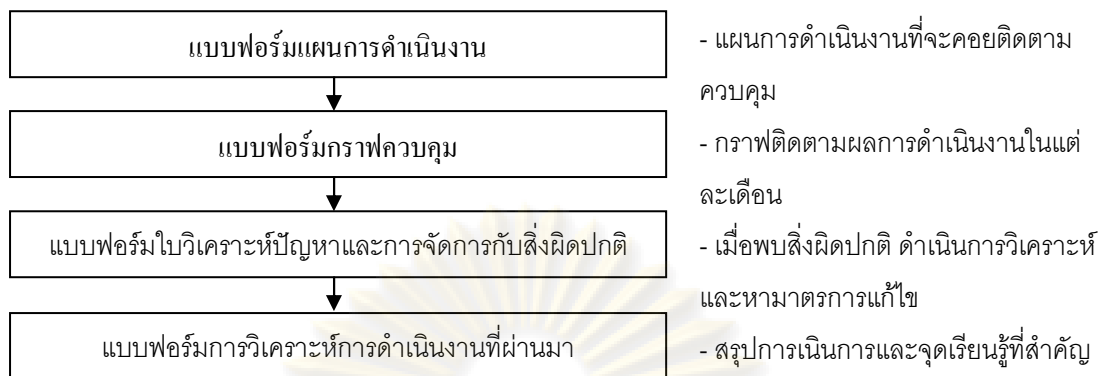 แบบฟอร์มแผนการดำเนินงาน
- แผนการดำเนินงานที่จะคอยติดตาม
ควบคุม
แบบฟอร์มกราฟควบคุม
- กราฟติดตามผลการดำเนินงานในแต่
ละเดือน
แบบฟอร์มใบวิเคราะห์ปัญหาและการจัดการกับสิ่งผิดปกติ
- เมื่อพบสิ่งผิดปกติ ดำเนินการวิเคราะห์
และหามาตรการแก้ไข
แบบฟอร์มการวิเคราะห์การดำเนินงานที่ผ่านมา
- สรุปการเนินการและจุดเรียนรู้ที่สำคัญ